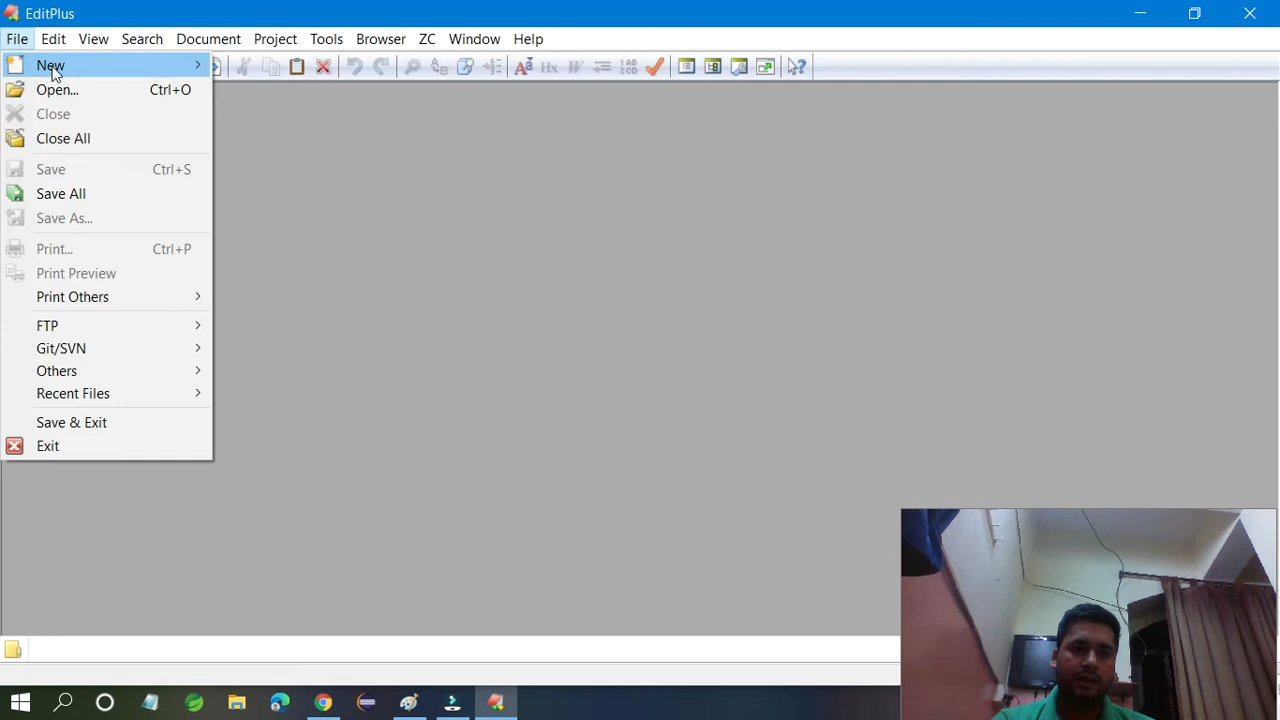 EditPlus
File Edit View Search Document Project Tools Browser ZC Window Help
New
Open... Ctrl+O
Close
Close All
Save Ctrl+S
Save All
Save As...
Print... Ctrl+P
Print Preview
Print Others
FTP
Git/SVN
Others
Recent Files
Save & Exit
Exit